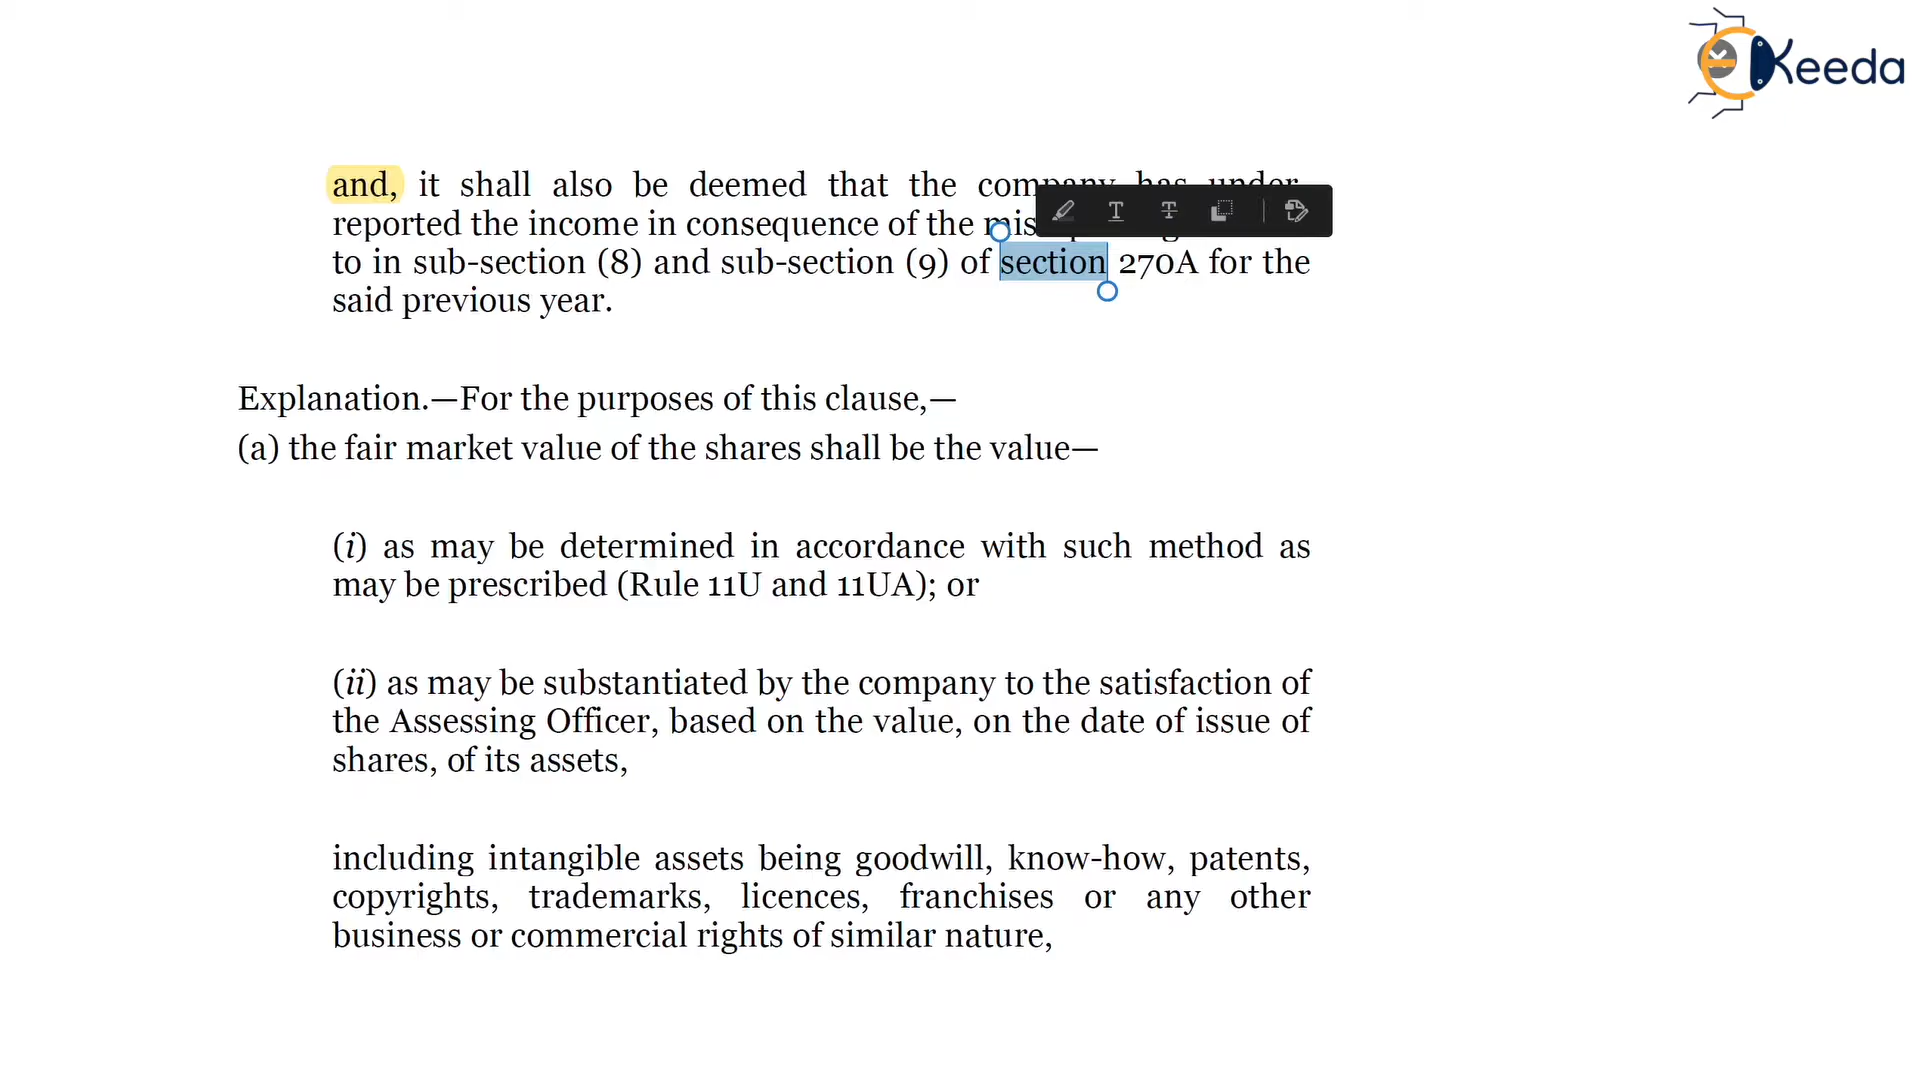 Keeda
and, it shall also be deemed that the company has under-
reported the income in consequence of the
to in sub-section (8) and sub-section (9) of section 270A for the
said previous year.
Explanation.—For the purposes of this clause,—
(a) the fair market value of the shares shall be the value—
(i) as may be determined in accordance with such method as
may be prescribed (Rule 11U and 11UA); or
(ii) as may be substantiated by the company to the satisfaction of
the Assessing Officer, based on the value, on the date of issue of
shares, of its assets,
including intangible assets being goodwill, know-how, patents,
copyrights, trademarks, licences, franchises or any other
business or commercial rights of similar nature,